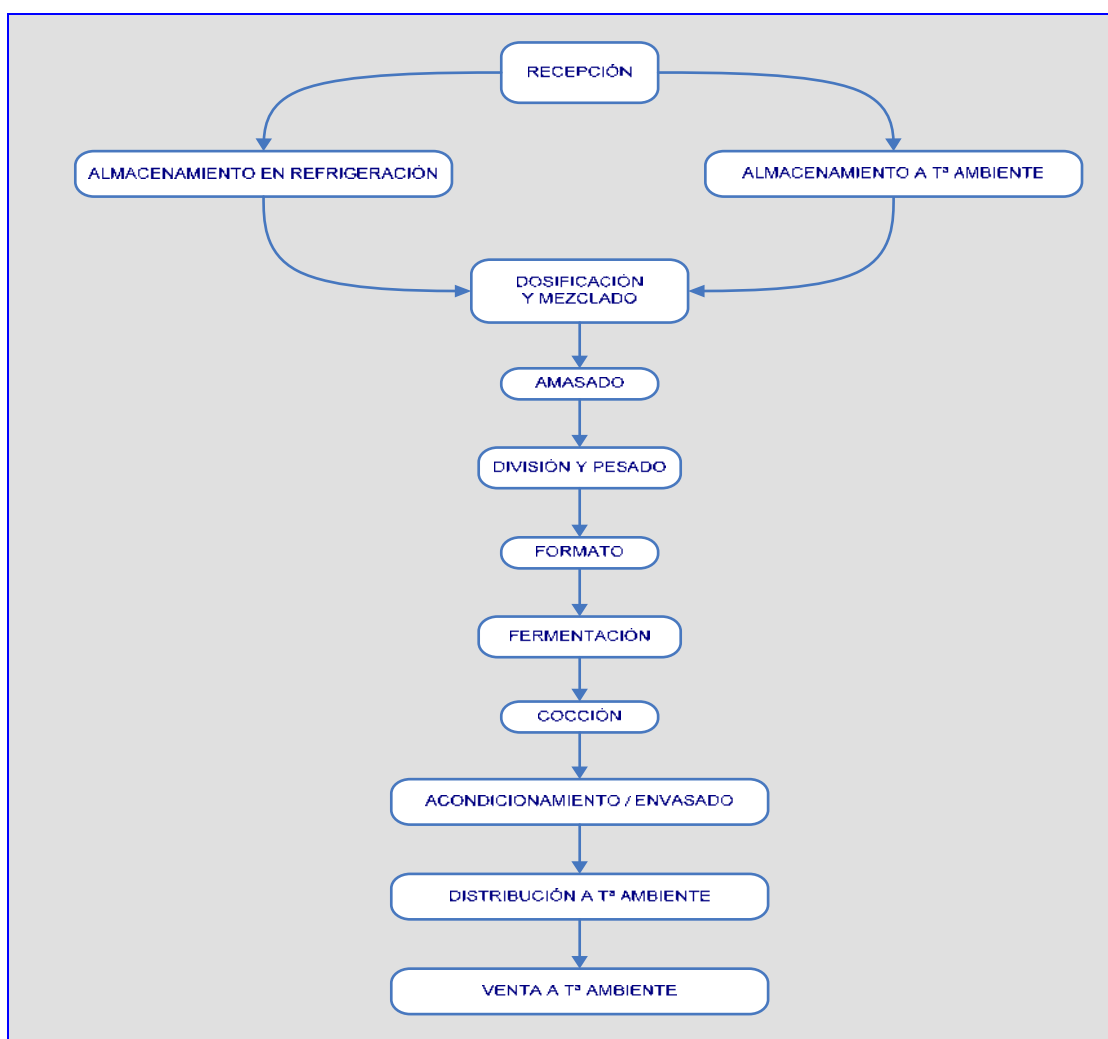 RECEPCIÓN
ALMACENAMIENTO EN REFRIGERACIÓN
ALMACENAMIENTO A Tª AMBIENTE
DOSIFICACIÓN
Y MEZCLADO
AMASADO
DIVISIÓN Y PESADO
FORMATO
FERMENTACIÓN
COCCIÓN
ACONDICIONAMIENTO / ENVASADO
DISTRIBUCIÓN A Tª AMBIENTE
VENTA A Tª AMBIENTE